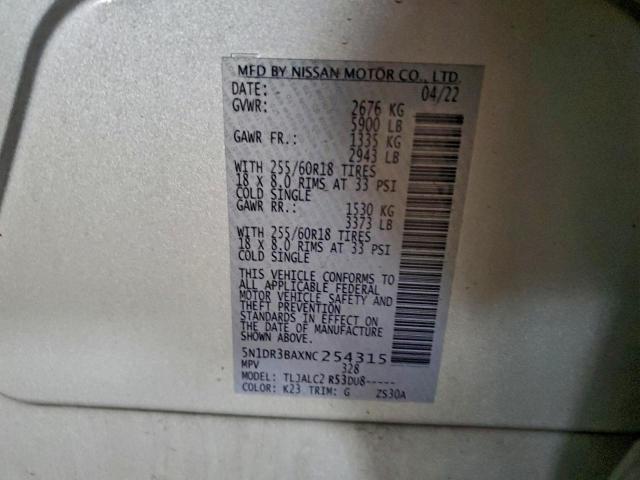 MFD BY NISSAN MOTOR CO., LTD.
DATE: 04/22
GVWR: 2676 KG
5900 LB
GAWR FR.: 1335 KG
2943 LB
WITH 255/60R18 TIRES
18 X 8.0 RIMS AT 33 PSI
COLD SINGLE
GAWR RR.: 1530 KG
3373 LB
WITH 255/60R18 TIRES
18 X 8.0 RIMS AT 33 PSI
COLD SINGLE
THIS VEHICLE CONFORMS TO
ALL APPLICABLE FEDERAL
MOTOR VEHICLE SAFETY AND
THEFT PREVENTION
STANDARDS IN EFFECT ON
THE DATE OF MANUFACTURE
SHOWN ABOVE.
5N1DR3BAXNC254315
MPV 328
MODEL: TLJALC2 R53DU8-----
COLOR: K23 TRIM: G ZS30A